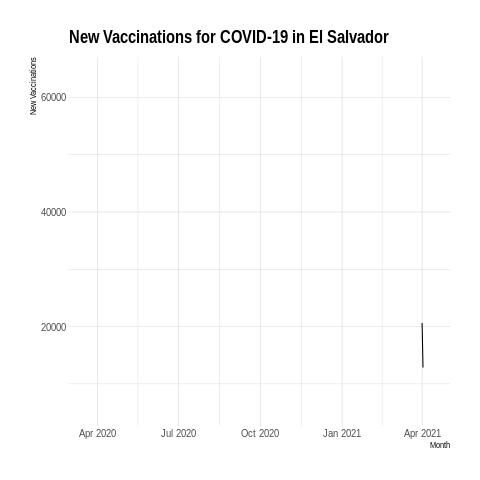 New Vaccinations for COVID-19 in El Salvador
New Vaccinations
60000
40000
20000
Apr 2020 Jul 2020 Oct 2020 Jan 2021 Apr 2021
Month